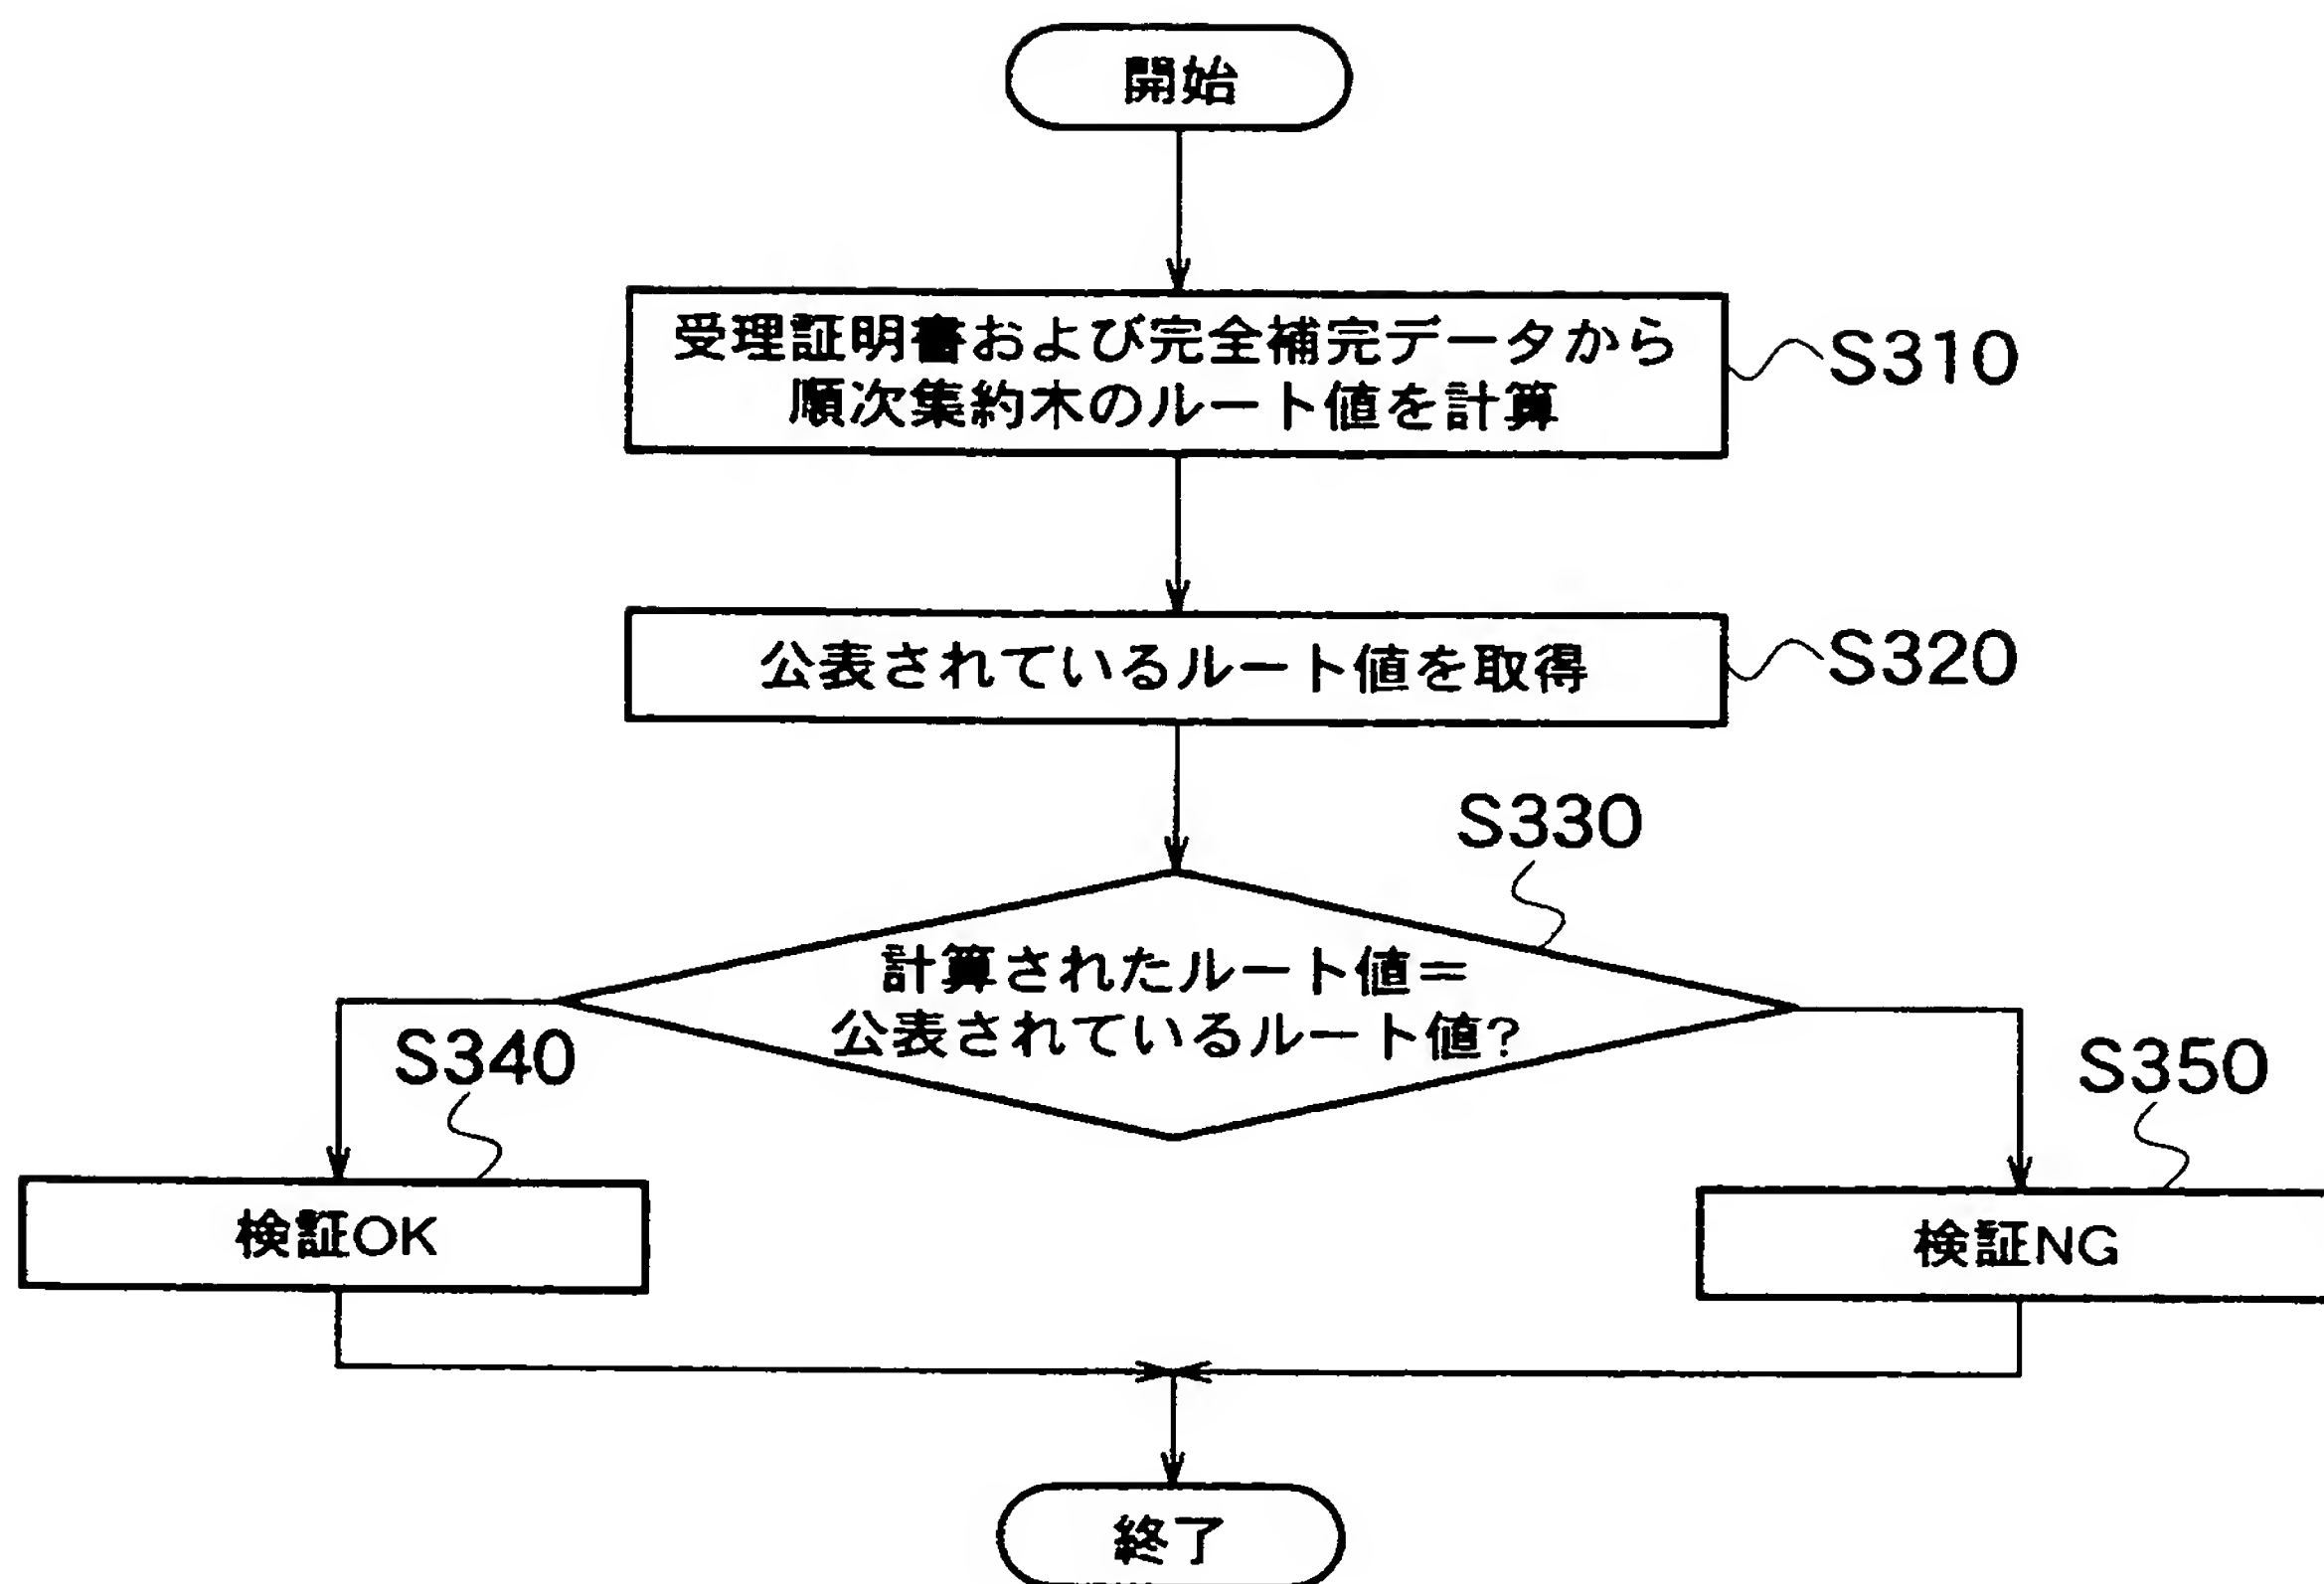 開始
受理証明書および完全補完データから
順次集約木のルート値を計算
S310
公表されているルート値を取得
S320
S330
計算されたルート値＝
公表されているルート値？
S340
S350
検証OK
検証NG
終了